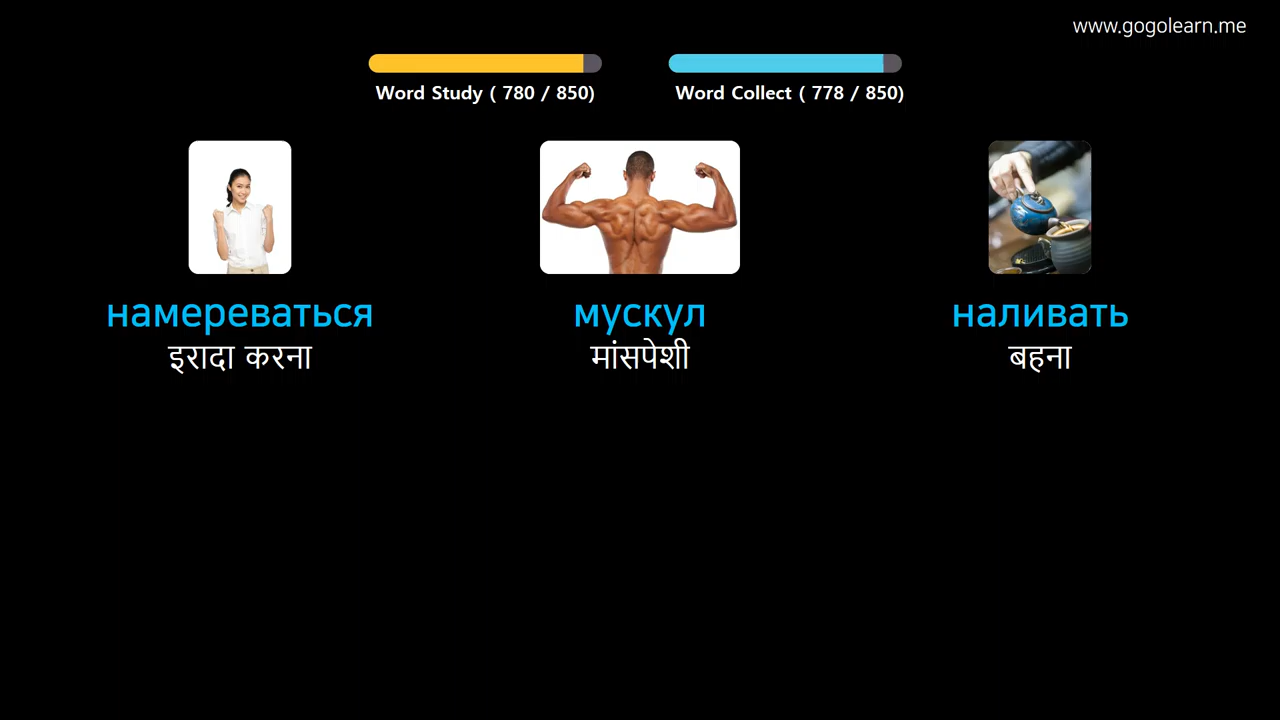 www.gogolearn.me
Word Study ( 780 / 850)
Word Collect ( 778 / 850)
намереваться
इरादा करना
мускул
मांसपेशी
наливать
बहना